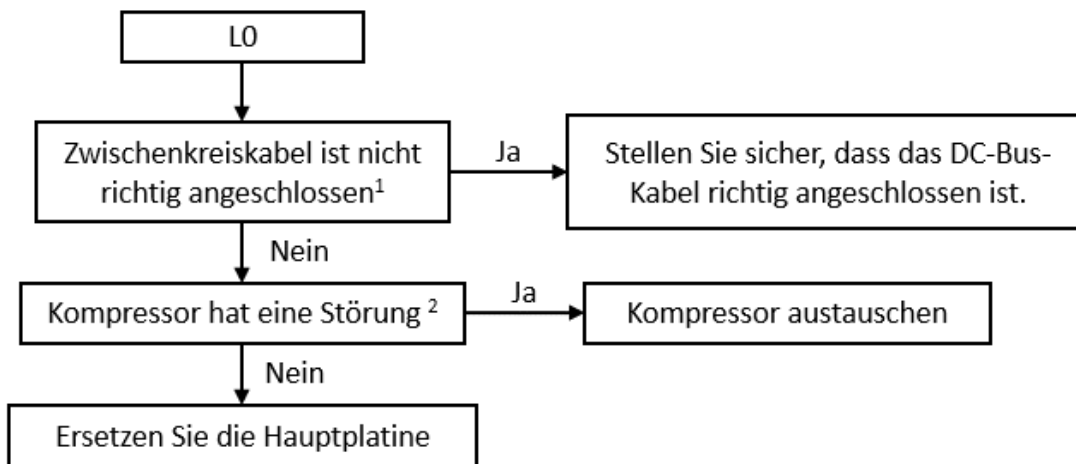 L0
Zwischenkreiskabel ist nicht
richtig angeschlossen¹
Ja
Stellen Sie sicher, dass das DC-Bus-
Kabel richtig angeschlossen ist.
Nein
Kompressor hat eine Störung ²
Ja
Kompressor austauschen
Nein
Ersetzen Sie die Hauptplatine